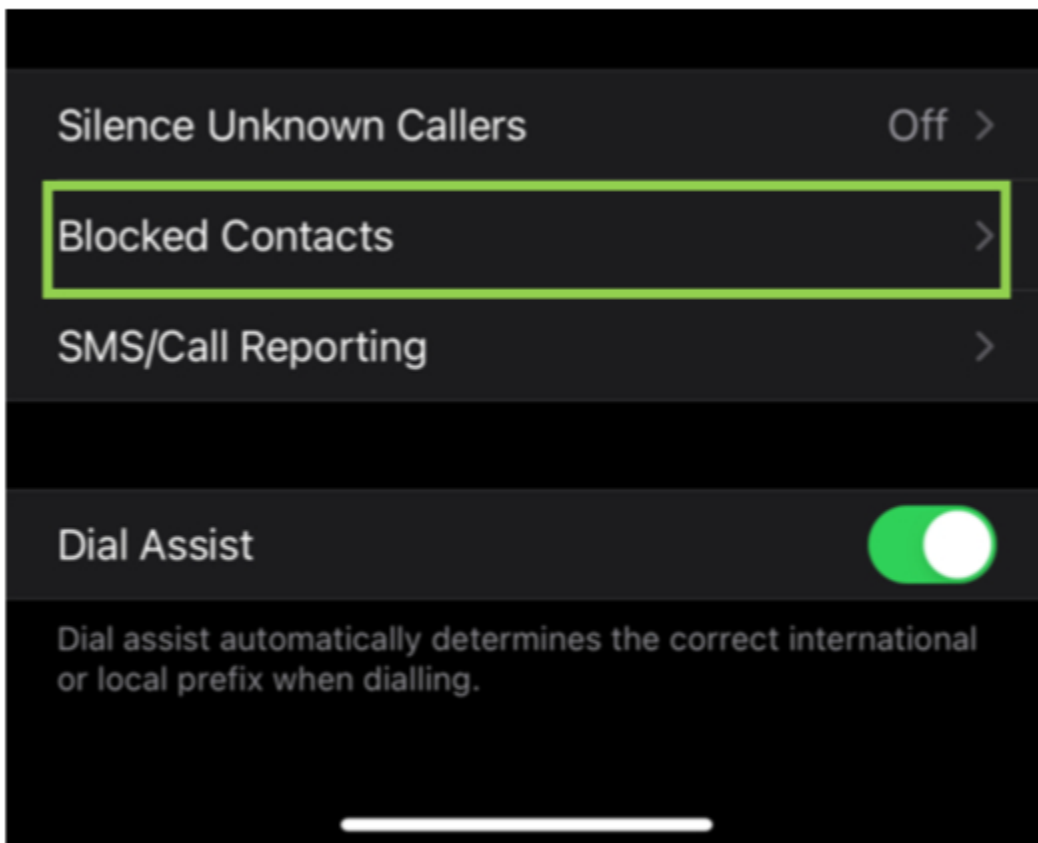 Silence Unknown Callers Off
Blocked Contacts
SMS/Call Reporting
Dial Assist
Dial assist automatically determines the correct international
or local prefix when dialling.